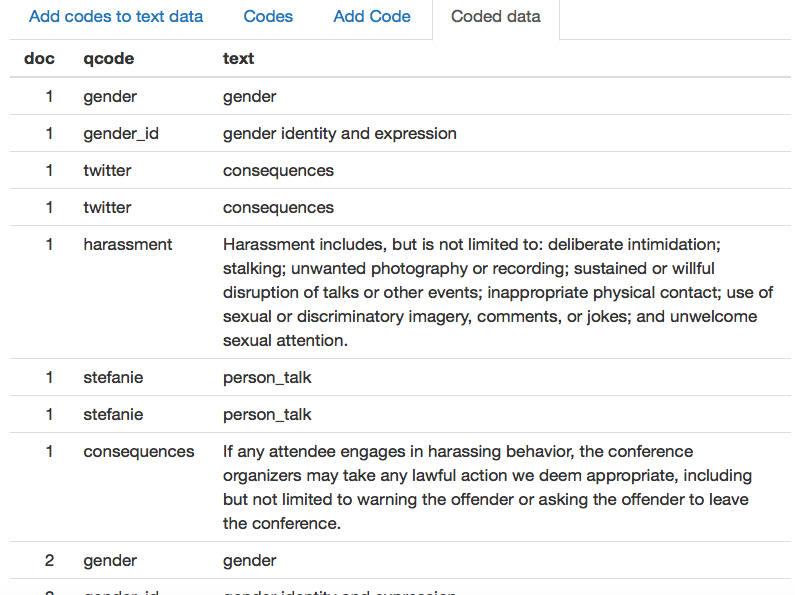 Add codes to text data Codes Add Code Coded data
doc qcode text
1 gender gender
1 gender_id gender identity and expression
1 twitter consequences
1 twitter consequences
1 harassment Harassment includes, but is not limited to: deliberate intimidation;
stalking; unwanted photography or recording; sustained or willful
disruption of talks or other events; inappropriate physical contact; use of
sexual or discriminatory imagery, comments, or jokes; and unwelcome
sexual attention.
1 stefanie person_talk
1 stefanie person_talk
1 consequences If any attendee engages in harassing behavior, the conference
organizers may take any lawful action we deem appropriate, including
but not limited to warning the offender or asking the offender to leave
the conference.
2 gender gender
2 gender_id gender identity and expression